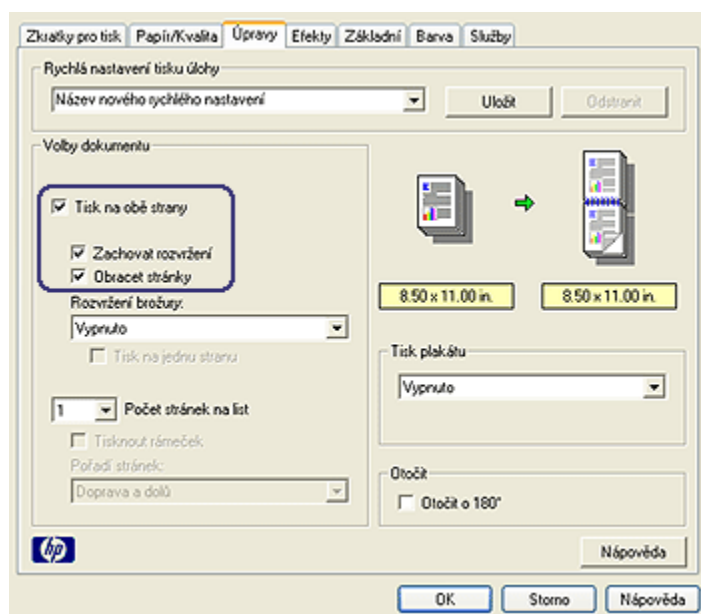 Zkratky pro tisk Papír/Kvalita Úpravy Efekty Základní Barva Služby
Rychlá nastavení tisku úlohy
Název nového rychlého nastavení Uložit Odstranit
Volby dokumentu
Tisk na obě strany
Zachovat rozvržení
Obracet stránky
Rozvržení brožury:
Vypnuto
Tisk na jednu stranu
1 Počet stránek na list
Tisknout rámeček
Pořadí stránek:
Doprava a dolů
8.50 x 11.00 in. 8.50 x 11.00 in.
Tisk plakátu
Vypnuto
Otočit
Otočit o 180°
hp
Nápověda
OK Storno Nápověda